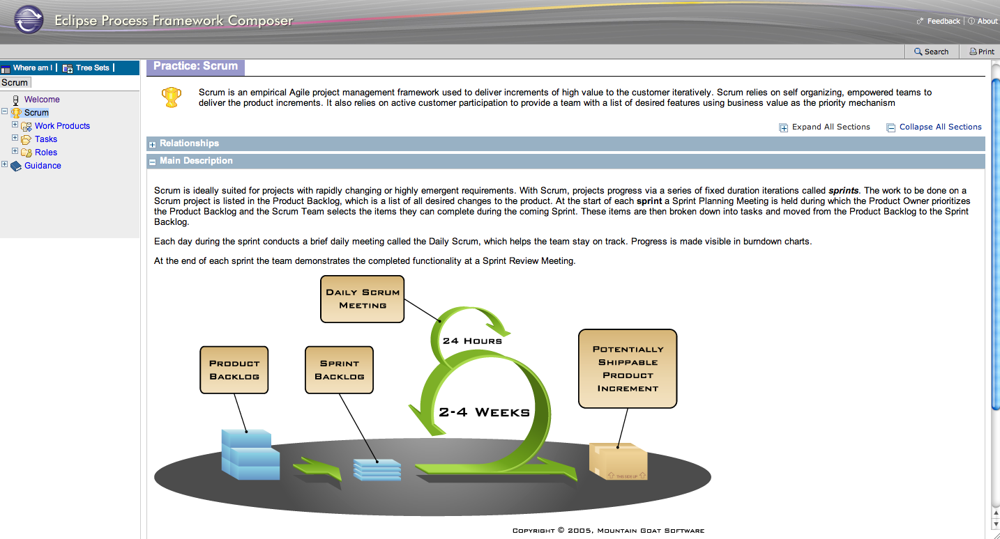 Eclipse Process Framework Composer
Feedback | About
Search
Print
Where am I | Tree Sets |
Scrum
Welcome
Scrum
Work Products
Tasks
Roles
Guidance
Practice: Scrum
Scrum is an empirical Agile project management framework used to deliver increments of high value to the customer iteratively. Scrum relies on self organizing, empowered teams to
deliver the product increments. It also relies on active customer participation to provide a team with a list of desired features using business value as the priority mechanism
Expand All Sections
Collapse All Sections
Relationships
Main Description
Scrum is ideally suited for projects with rapidly changing or highly emergent requirements. With Scrum, projects progress via a series of fixed duration iterations called sprints. The work to be done on a
Scrum project is listed in the Product Backlog, which is a list of all desired changes to the product. At the start of each sprint a Sprint Planning Meeting is held during which the Product Owner prioritizes
the Product Backlog and the Scrum Team selects the items they can complete during the coming Sprint. These items are then broken down into tasks and moved from the Product Backlog to the Sprint
Backlog.
Each day during the sprint conducts a brief daily meeting called the Daily Scrum, which helps the team stay on track. Progress is made visible in burndown charts.
At the end of each sprint the team demonstrates the completed functionality at a Sprint Review Meeting.
DAILY SCRUM
MEETING
24 HOURS
PRODUCT
BACKLOG
SPRINT
BACKLOG
POTENTIALLY
SHIPPABLE
PRODUCT
INCREMENT
2-4 WEEKS
THIS SIDE UP
COPYRIGHT © 2005, MOUNTAIN GOAT SOFTWARE